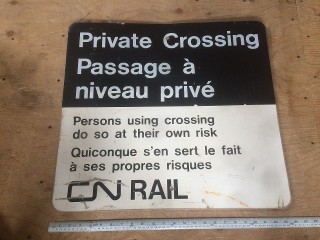 Private Crossing
Passage à
niveau privé
Persons using crossing
do so at their own risk
Quiconque s'en sert le fait
à ses propres risques
CN RAIL